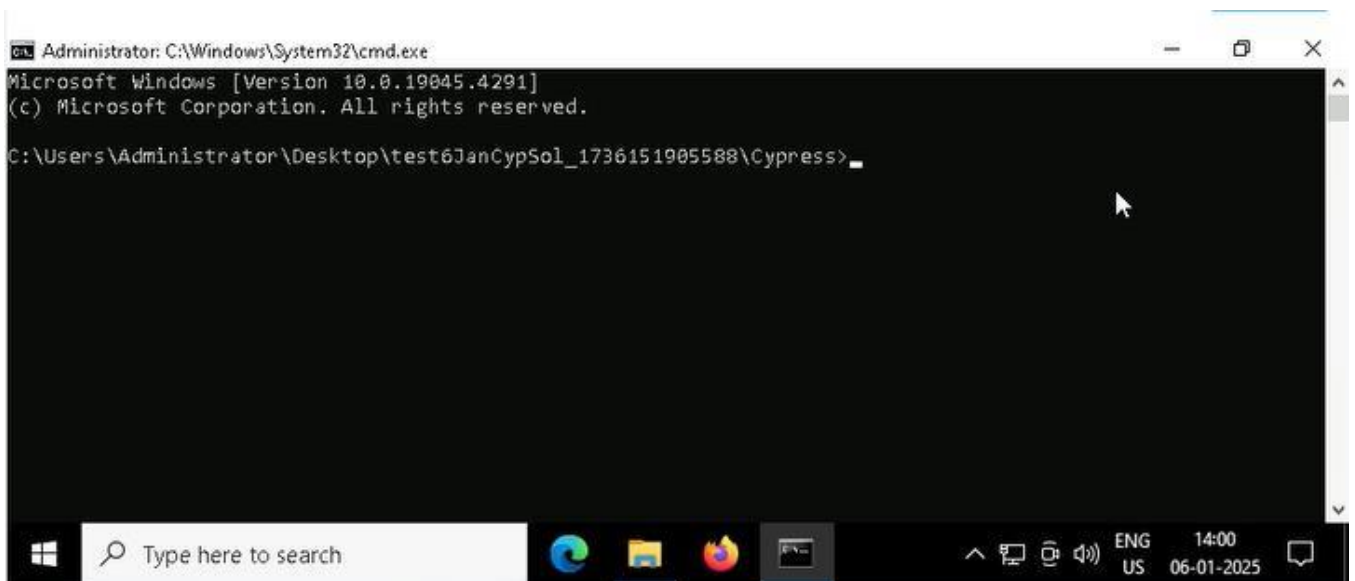 Administrator: C:\Windows\System32\cmd.exe
Microsoft Windows [Version 10.0.19045.4291]
(c) Microsoft Corporation. All rights reserved.
C:\Users\Administrator\Desktop\test6JanCypSol_1736151905588\Cypress>
Type here to search
ENG
US
14:00
06-01-2025